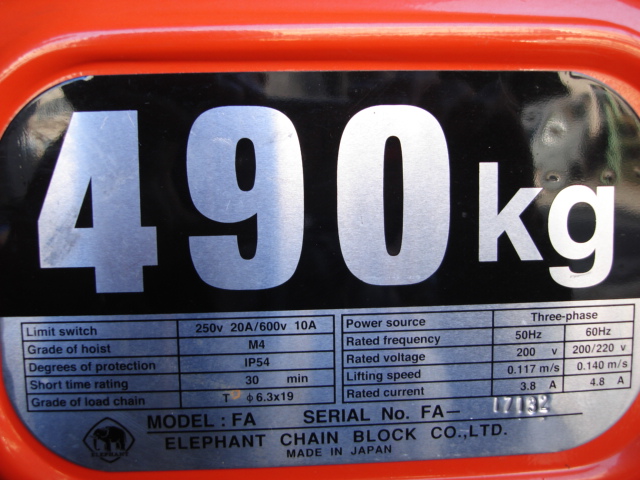 490kg
Limit switch 250v 20A/600v 10A
Grade of hoist M4
Degrees of protection IP54
Short time rating 30 min
Grade of load chain T φ6.3x19
Power source Three-phase
Rated frequency 50Hz 60Hz
Rated voltage 200 v 200/220 v
Lifting speed 0.117 m/s 0.140 m/s
Rated current 3.8 A 4.8 A
MODEL : FA SERIAL No. FA-
ELEPHANT
ELEPHANT CHAIN BLOCK CO.,LTD.
MADE IN JAPAN